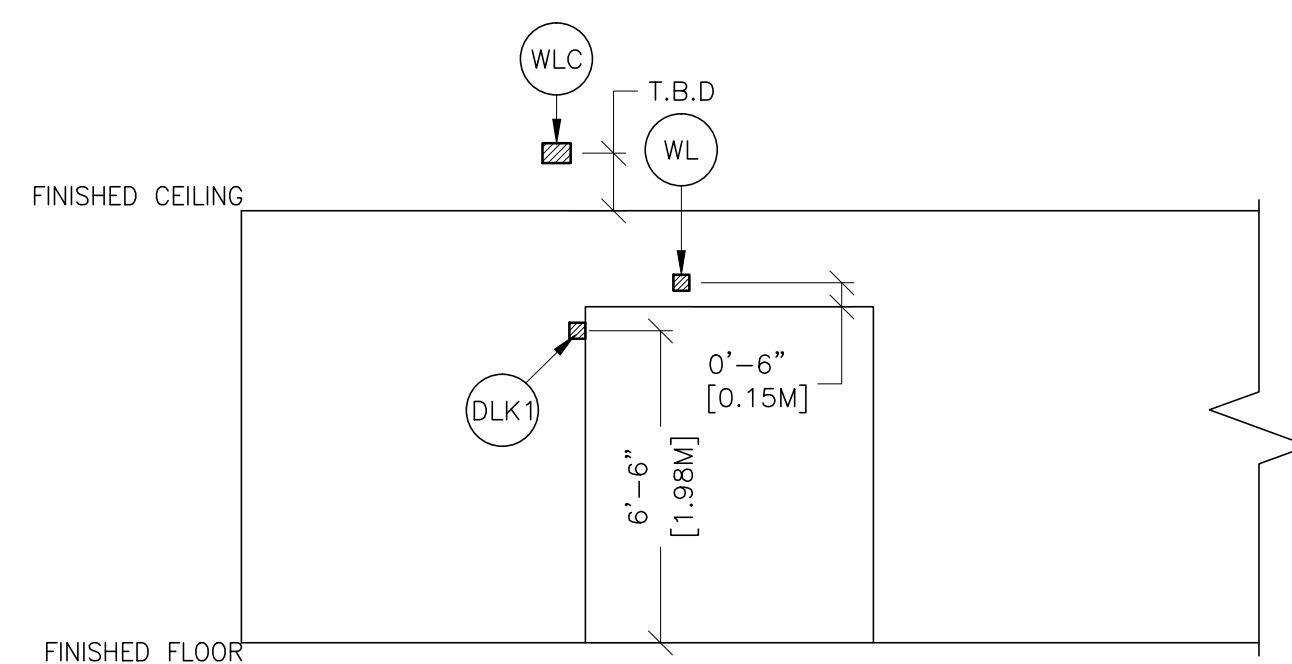 WLC
T.B.D
WL
FINISHED CEILING
0'-6"
[0.15M]
DLK1
6'-6"
[1.98M]
FINISHED FLOOR